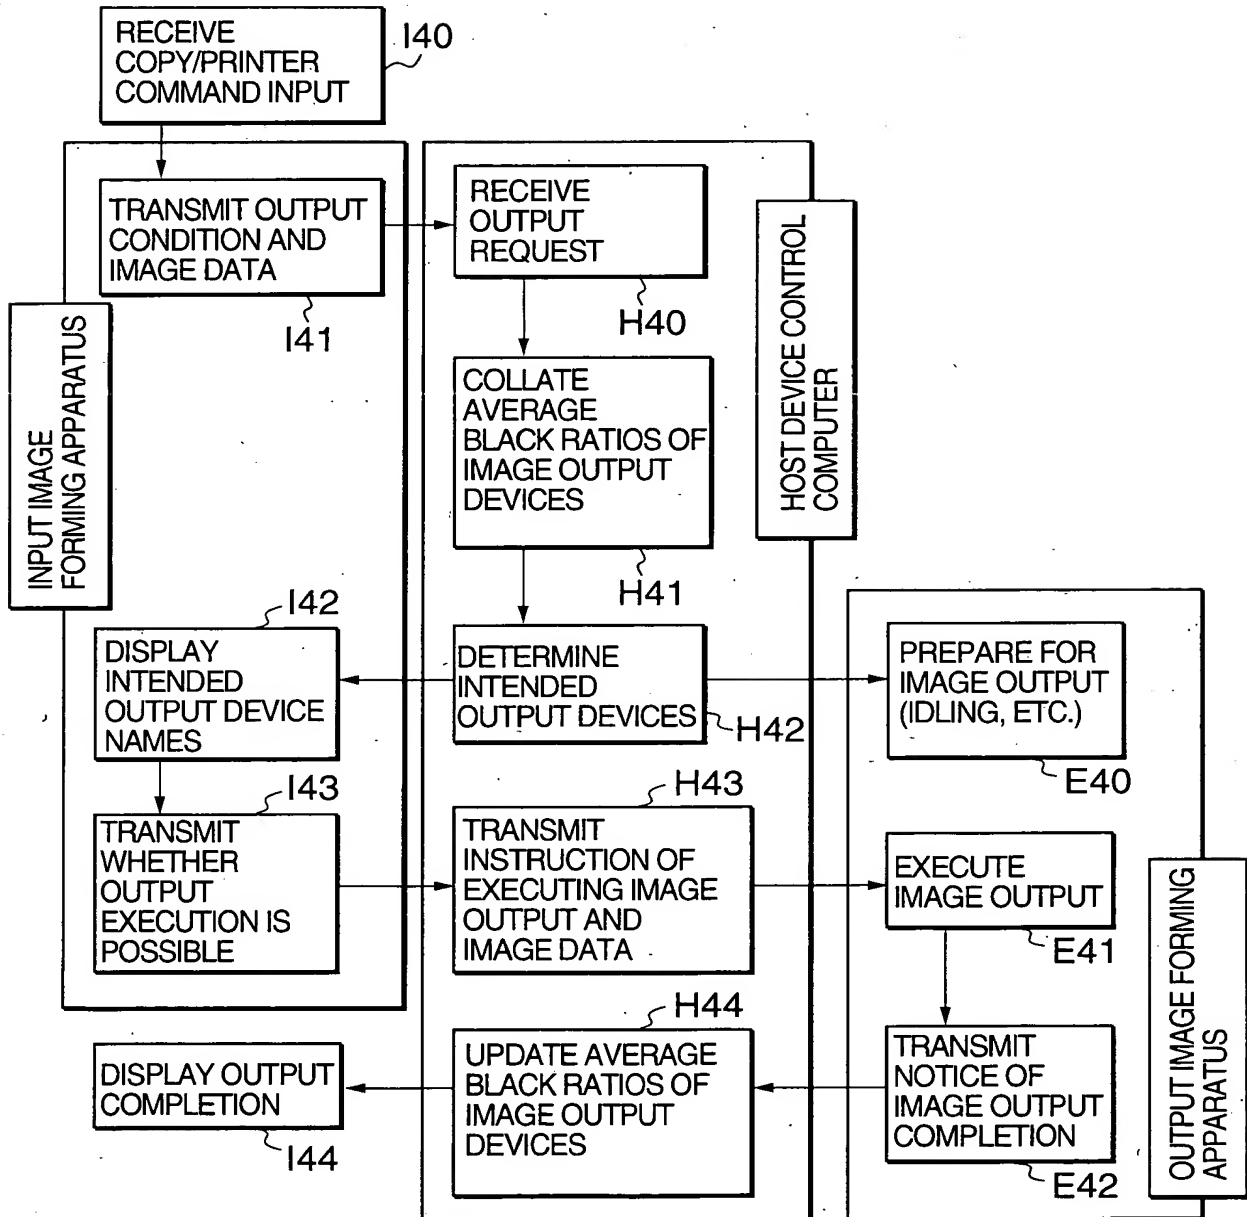 RECEIVE
COPY/PRINTER
COMMAND INPUT
I40
TRANSMIT OUTPUT
CONDITION AND
IMAGE DATA
I41
INPUT IMAGE
FORMING APPARATUS
RECEIVE
OUTPUT
REQUEST
H40
HOST DEVICE CONTROL
COMPUTER
COLLATE
AVERAGE
BLACK RATIOS OF
IMAGE OUTPUT
DEVICES
H41
I42
DISPLAY
INTENDED
OUTPUT DEVICE
NAMES
DETERMINE
INTENDED
OUTPUT DEVICES
H42
PREPARE FOR
IMAGE OUTPUT
(IDLING, ETC.)
E40
I43
TRANSMIT
WHETHER
OUTPUT
EXECUTION IS
POSSIBLE
H43
TRANSMIT
INSTRUCTION OF
EXECUTING IMAGE
OUTPUT AND
IMAGE DATA
EXECUTE
IMAGE OUTPUT
E41
OUTPUT IMAGE FORMING
APPARATUS
DISPLAY OUTPUT
COMPLETION
I44
H44
UPDATE AVERAGE
BLACK RATIOS OF
IMAGE OUTPUT
DEVICES
TRANSMIT
NOTICE OF
IMAGE OUTPUT
COMPLETION
E42